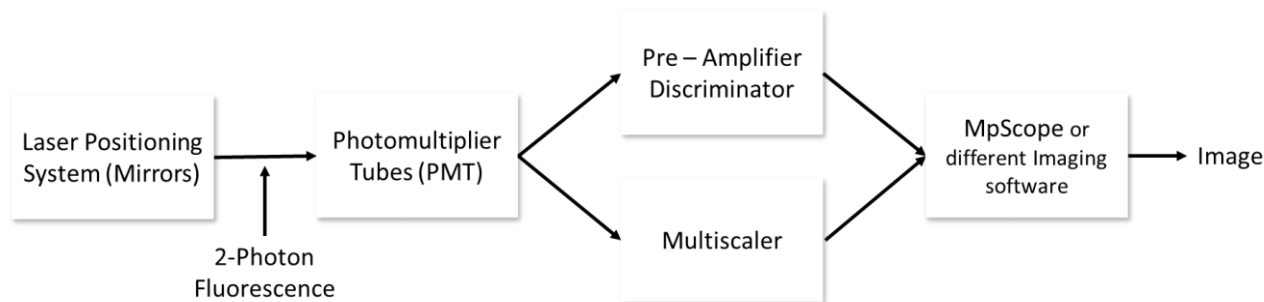 Laser Positioning
System (Mirrors)
2-Photon
Fluorescence
Photomultiplier
Tubes (PMT)
Pre – Amplifier
Discriminator
Multiscaler
MpScope or
different Imaging
software
Image